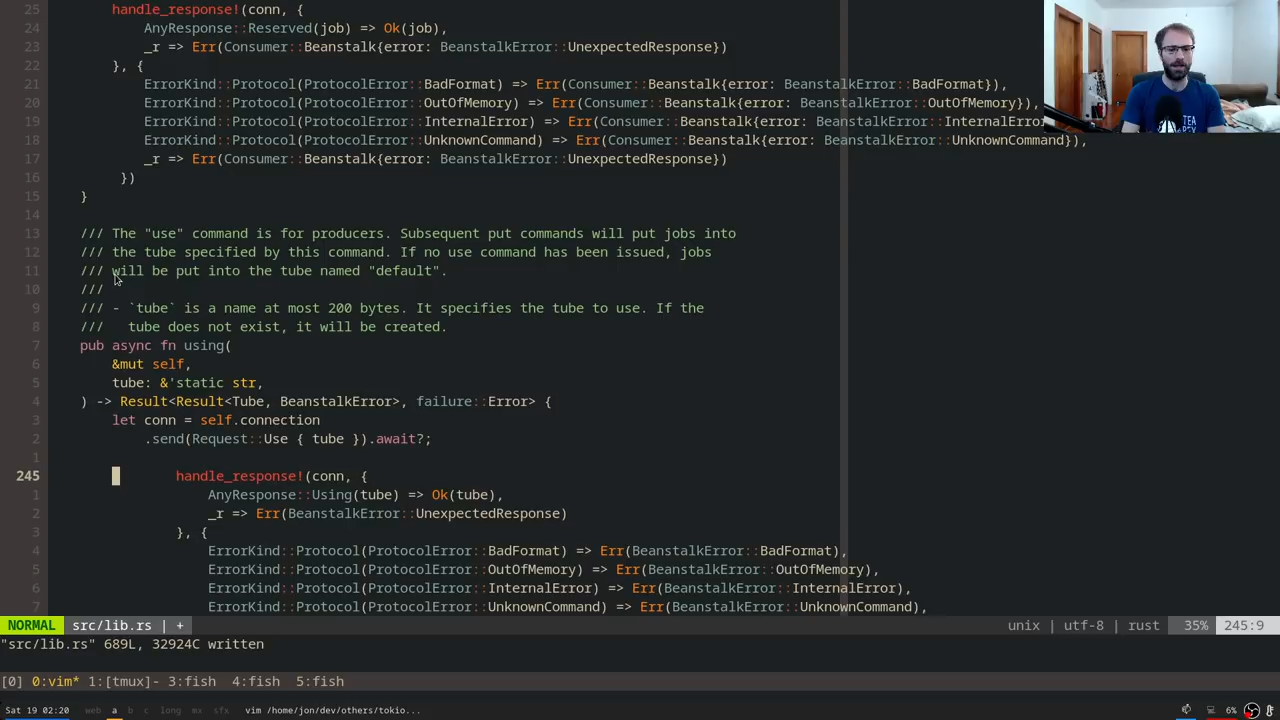 25         handle_response!(conn, {
24             AnyResponse::Reserved(job) => Ok(job),
23             _r => Err(Consumer::Beanstalk{error: BeanstalkError::UnexpectedResponse})
22         }, {
21             ErrorKind::Protocol(ProtocolError::BadFormat) => Err(Consumer::Beanstalk{error: BeanstalkError::BadFormat}),
20             ErrorKind::Protocol(ProtocolError::OutOfMemory) => Err(Consumer::Beanstalk{error: BeanstalkError::OutOfMemory}),
19             ErrorKind::Protocol(ProtocolError::InternalError) => Err(Consumer::Beanstalk{error: BeanstalkError::InternalErr
18             ErrorKind::Protocol(ProtocolError::UnknownCommand) => Err(Consumer::Beanstalk{error: BeanstalkError::UnknownCommand}),
17             _r => Err(Consumer::Beanstalk{error: BeanstalkError::UnexpectedResponse})
16          })
15     }
14
13     /// The "use" command is for producers. Subsequent put commands will put jobs into
12     /// the tube specified by this command. If no use command has been issued, jobs
11     /// will be put into the tube named "default".
10     ///
9     /// - `tube` is a name at most 200 bytes. It specifies the tube to use. If the
8     ///   tube does not exist, it will be created.
7     pub async fn using(
6         &mut self,
5         tube: &'static str,
4     ) -> Result<Result<Tube, BeanstalkError>, failure::Error> {
3         let conn = self.connection
2             .send(Request::Use { tube }).await?;
1
245                 handle_response!(conn, {
1                     AnyResponse::Using(tube) => Ok(tube),
2                     _r => Err(BeanstalkError::UnexpectedResponse)
3                 }, {
4                     ErrorKind::Protocol(ProtocolError::BadFormat) => Err(BeanstalkError::BadFormat),
5                     ErrorKind::Protocol(ProtocolError::OutOfMemory) => Err(BeanstalkError::OutOfMemory),
6                     ErrorKind::Protocol(ProtocolError::InternalError) => Err(BeanstalkError::InternalError),
7                     ErrorKind::Protocol(ProtocolError::UnknownCommand) => Err(BeanstalkError::UnknownCommand),
NORMAL src/lib.rs | + unix | utf-8 | rust 35% 245:9
"src/lib.rs" 689L, 32924C written
[0] 0:vim* 1:[tmux]- 3:fish 4:fish 5:fish
Sat 19 02:20 web a b c long mx sfx vim /home/jon/dev/others/tokio... 6%
TEA